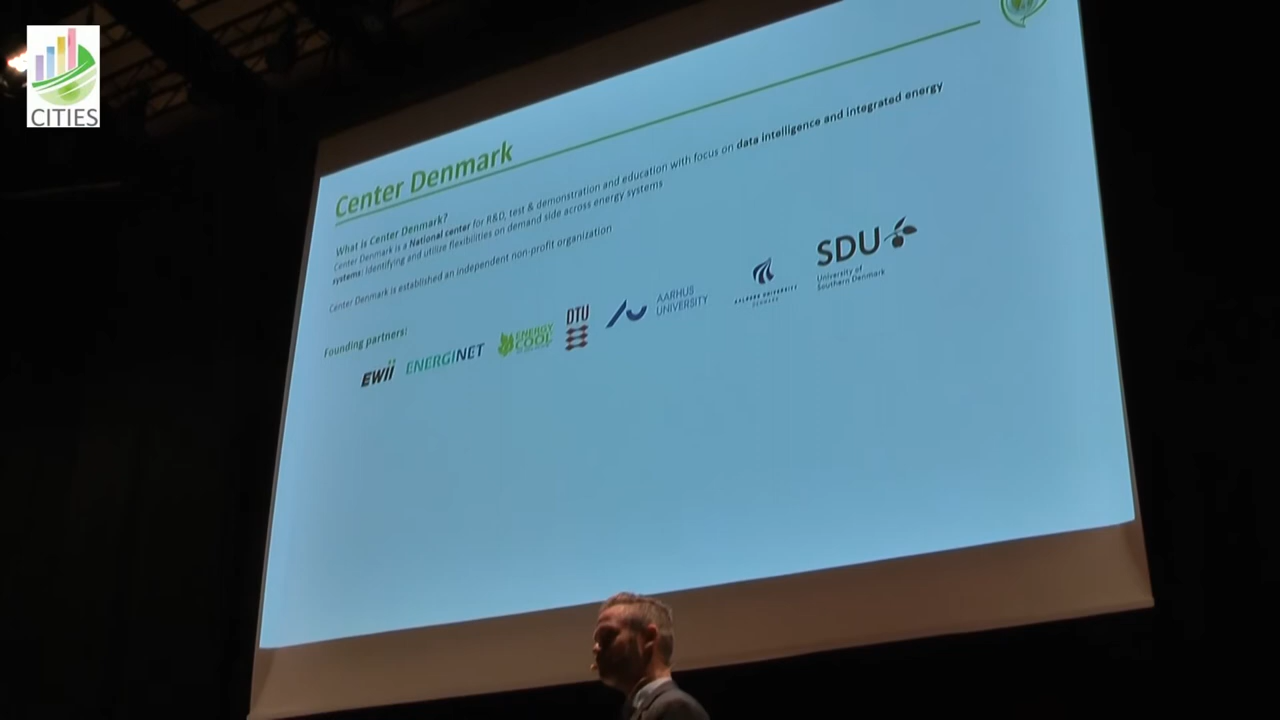 CITIES
Center Denmark
What is Center Denmark?
Center Denmark is a National center for R&D, test & demonstration and education with focus on data intelligence and integrated energy
systems: Identifying and utilize flexibilities on demand side across energy systems
Center Denmark is established an independent non-profit organization
Founding partners:
EWII
ENERGINET
ENERGY
COOL
DTU
AARHUS
UNIVERSITY
AALBORG UNIVERSITY
DENMARK
SDU
University of
Southern Denmark